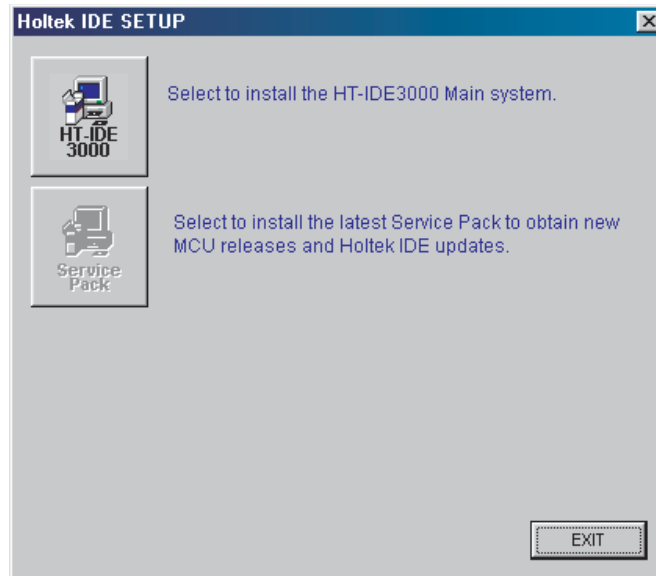 Holtek IDE SETUP
HT-IDE
3000
Select to install the HT-IDE3000 Main system.
Service
Pack
Select to install the latest Service Pack to obtain new
MCU releases and Holtek IDE updates.
EXIT